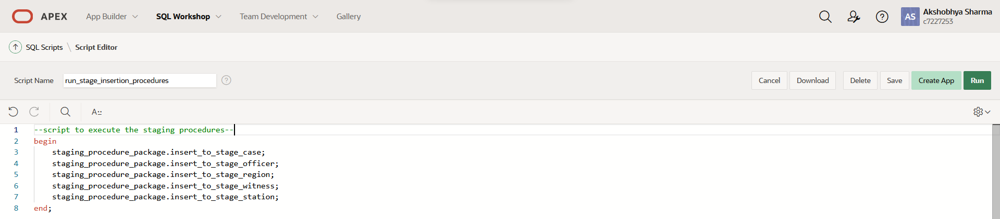 APEX App Builder SQL Workshop Team Development Gallery AS Akshobhya Sharma
c7227253
SQL Scripts \ Script Editor
Script Name run_stage_insertion_procedures ? Cancel Download Delete Save Create App Run
A::
1 --script to execute the staging procedures--
2 begin
3 staging_procedure_package.insert_to_stage_case;
4 staging_procedure_package.insert_to_stage_officer;
5 staging_procedure_package.insert_to_stage_region;
6 staging_procedure_package.insert_to_stage_witness;
7 staging_procedure_package.insert_to_stage_station;
8 end;